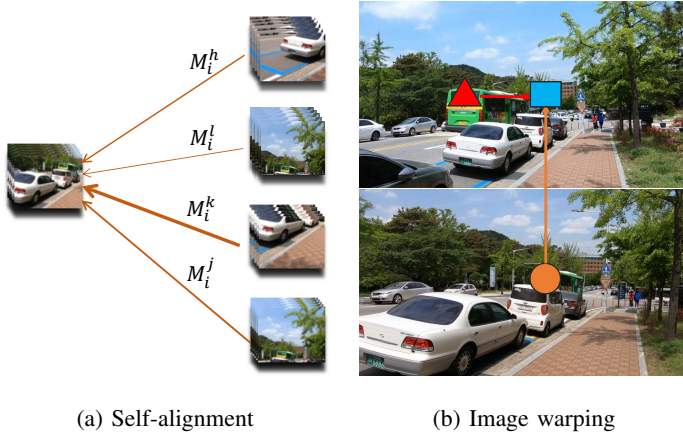 M_i^h
M_i^l
M_i^k
M_i^j
(a) Self-alignment
(b) Image warping